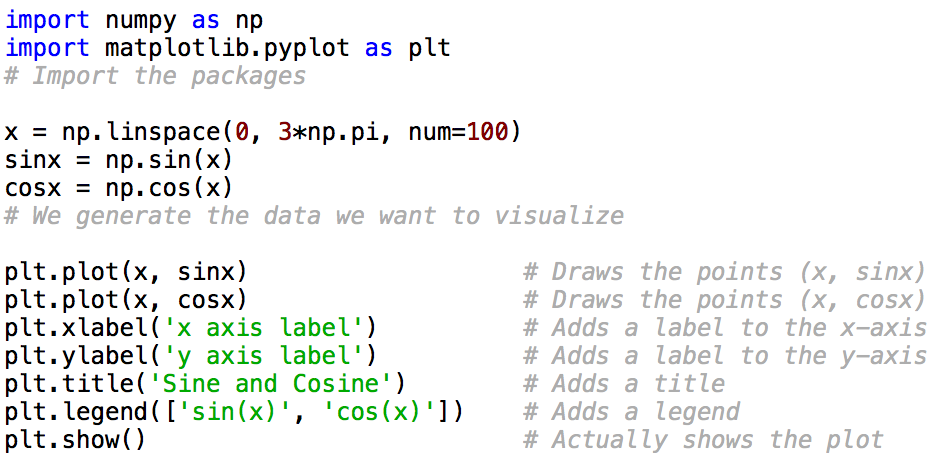 import numpy as np
import matplotlib.pyplot as plt
# Import the packages
x = np.linspace(0, 3*np.pi, num=100)
sinx = np.sin(x)
cosx = np.cos(x)
# We generate the data we want to visualize
plt.plot(x, sinx) # Draws the points (x, sinx)
plt.plot(x, cosx) # Draws the points (x, cosx)
plt.xlabel('x axis label') # Adds a label to the x-axis
plt.ylabel('y axis label') # Adds a label to the y-axis
plt.title('Sine and Cosine') # Adds a title
plt.legend(['sin(x)', 'cos(x)']) # Adds a legend
plt.show() # Actually shows the plot